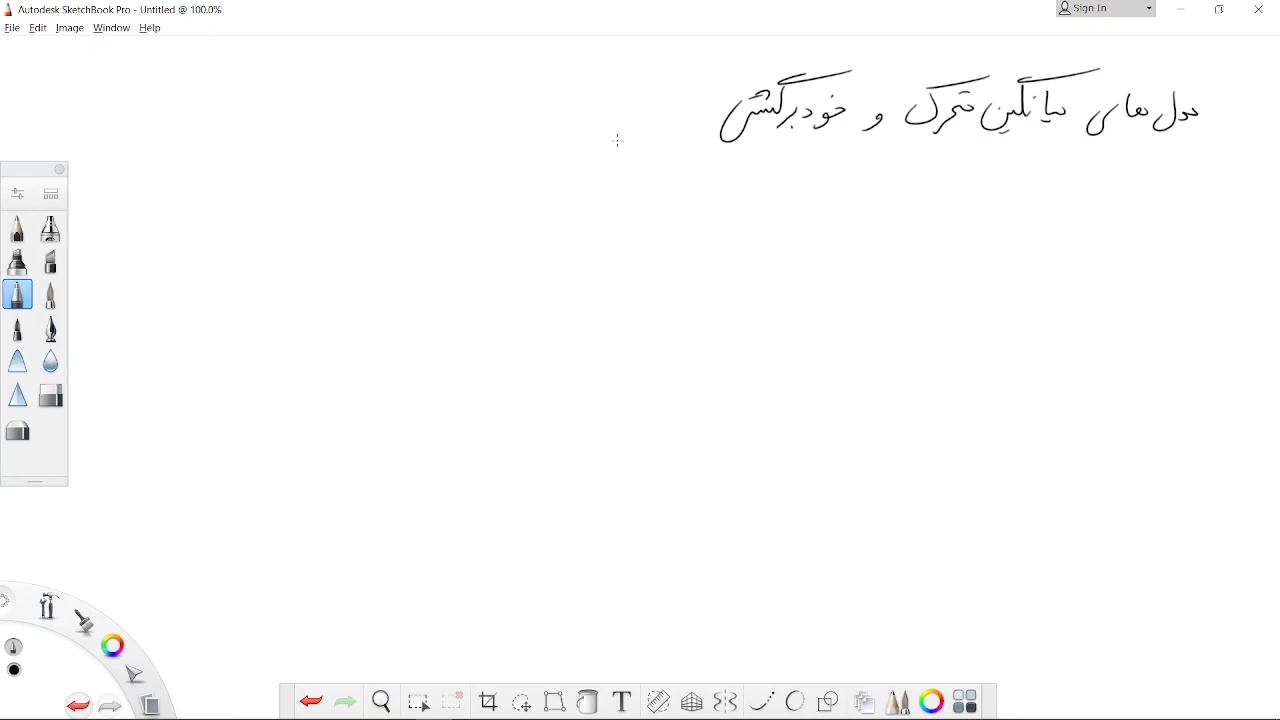 Autodesk SketchBook Pro - Untitled @ 100.0%
Sign In
File Edit Image Window Help
مدل های میانگین متحرک و خودبرگشتی
T